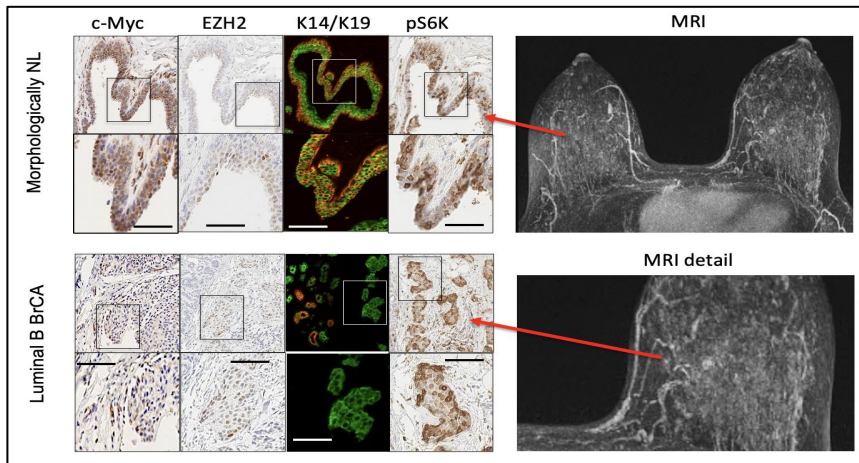 c-Myc EZH2 K14/K19 pS6K MRI
Morphologically NL
MRI detail
Luminal B BrCA